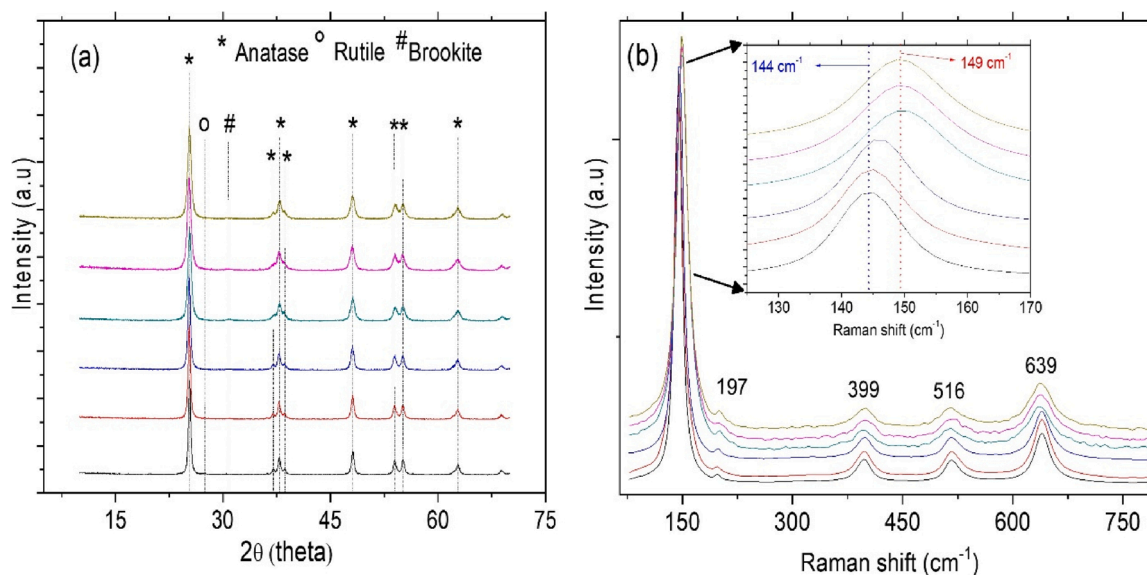 (a)
* Anatase ° Rutile # Brookite
*
o
#
*
*
*
*
**
*
Intensity (a.u)
15
30
45
60
75
2θ (theta)
(b)
144 cm⁻¹
149 cm⁻¹
130
140
150
160
170
Raman shift (cm⁻¹)
197
399
516
639
Intensity (a.u)
150
300
450
600
750
Raman shift (cm⁻¹)